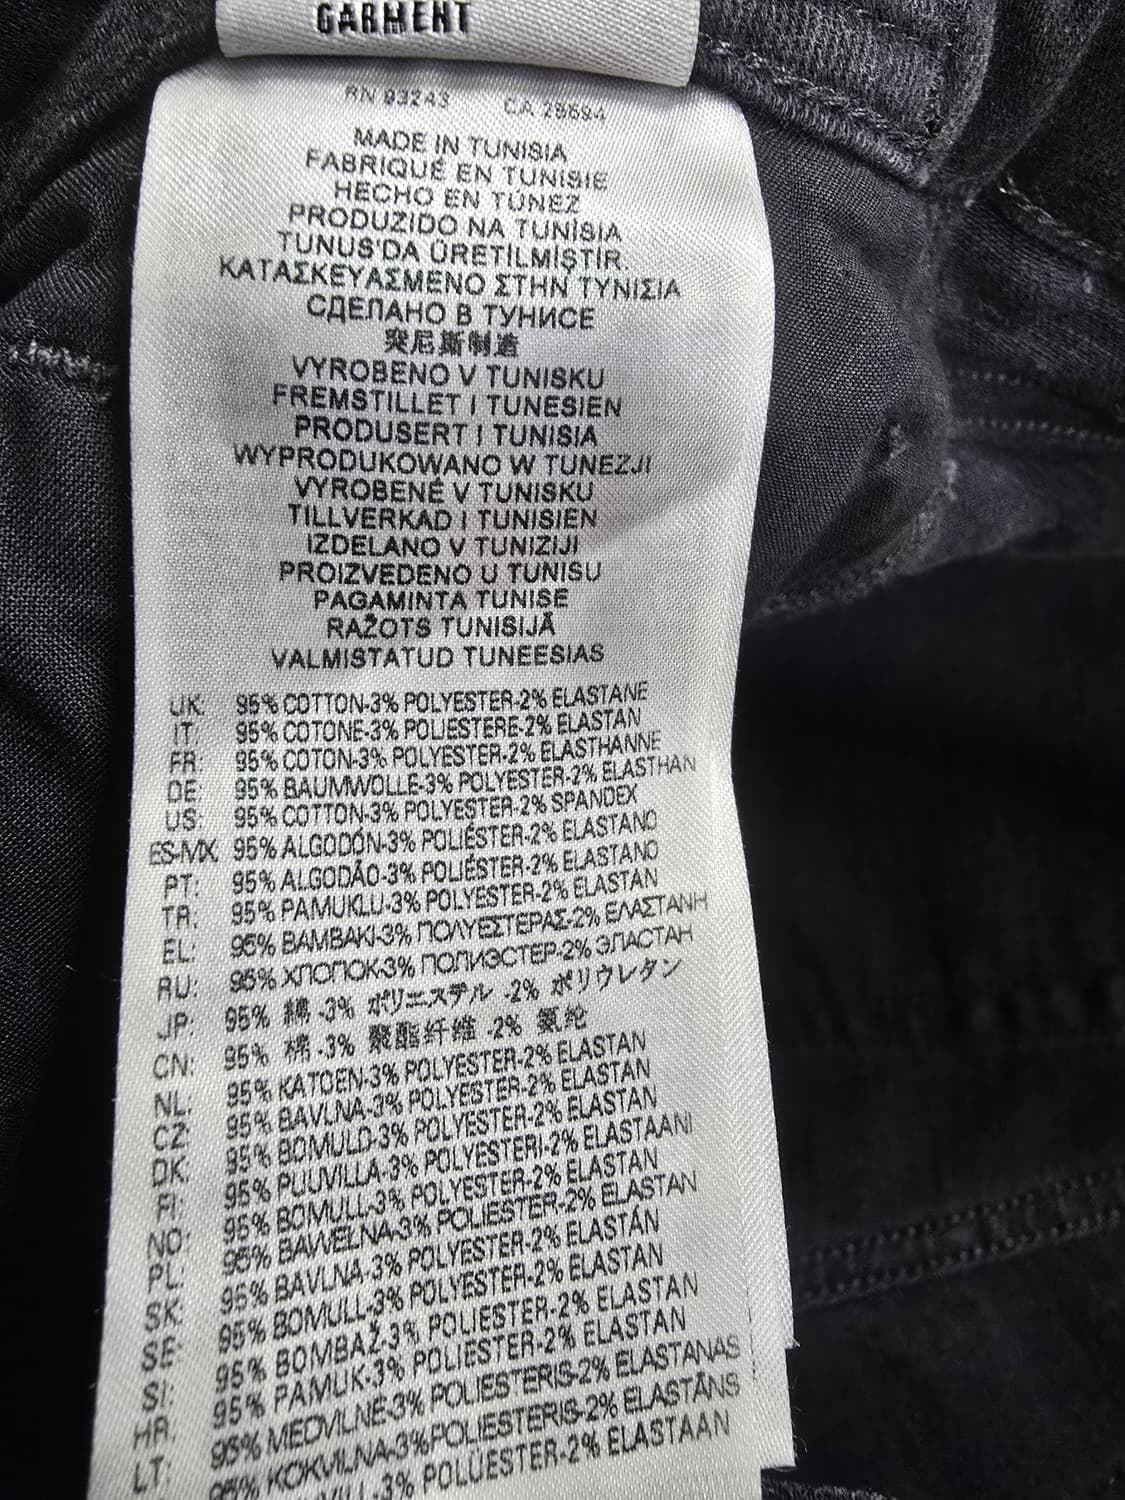 GARMENT
RN 93243 CA 28694
MADE IN TUNISIA
FABRIQUÉ EN TUNISIE
HECHO EN TÚNEZ
PRODUZIDO NA TUNÍSIA
TUNUS'DA ÜRETİLMİŞTİR.
ΚΑΤΑΣΚΕΥΑΣΜΕΝΟ ΣΤΗΝ ΤΥΝΙΣΙΑ
СДЕЛАНО В ТУНИСЕ
突尼斯制造
VYROBENO V TUNISKU
FREMSTILLET I TUNESIEN
PRODUSERT I TUNISIA
WYPRODUKOWANO W TUNEZJI
VYROBENÉ V TUNISKU
TILLVERKAD I TUNISIEN
IZDELANO V TUNIZIJI
PROIZVEDENO U TUNISU
PAGAMINTA TUNISE
RAŽOTS TUNISIJĀ
VALMISTATUD TUNEESIAS
UK: 95% COTTON-3% POLYESTER-2% ELASTANE
IT: 95% COTONE-3% POLIESTERE-2% ELASTAN
FR: 95% COTON-3% POLYESTER-2% ELASTHANNE
DE: 95% BAUMWOLLE-3% POLYESTER-2% ELASTHAN
US: 95% COTTON-3% POLYESTER-2% SPANDEX
ES-MX: 95% ALGODÓN-3% POLIÉSTER-2% ELASTANO
PT: 95% ALGODÃO-3% POLIÉSTER-2% ELASTANO
TR: 95% PAMUKLU-3% POLYESTER-2% ELASTAN
EL: 95% ΒΑΜΒΑΚΙ-3% ΠΟΛΥΕΣΤΕΡΑΣ-2% ΕΛΑΣΤΑΝΗ
RU: 95% ХЛОПОК-3% ПОЛИЭСТЕР-2% ЭЛАСТАН
JP: 95% 綿 -3% ポリエステル -2% ポリウレタン
CN: 95% 棉 -3% 聚酯纤维 -2% 氨纶
NL: 95% KATOEN-3% POLYESTER-2% ELASTAN
CZ: 95% BAVLNA-3% POLYESTER-2% ELASTAN
DK: 95% BOMULD-3% POLYESTER-2% ELASTAN
FI: 95% PUUVILLA-3% POLYESTERI-2% ELASTAANI
NO: 95% BOMULL-3% POLYESTER-2% ELASTAN
PL: 95% BAWEŁNA-3% POLIESTER-2% ELASTAN
SK: 95% BAVLNA-3% POLYESTER-2% ELASTÁN
SE: 95% BOMULL-3% POLYESTER-2% ELASTAN
SI: 95% BOMBAŽ-3% POLIESTER-2% ELASTAN
HR: 95% PAMUK-3% POLIESTER-2% ELASTAN
LT: 95% MEDVILNĖ-3% POLIESTERIS-2% ELASTANAS
95% KOKVILNA-3% POLIESTERIS-2% ELASTĀNS
-3% POLÜESTER-2% ELASTAAN